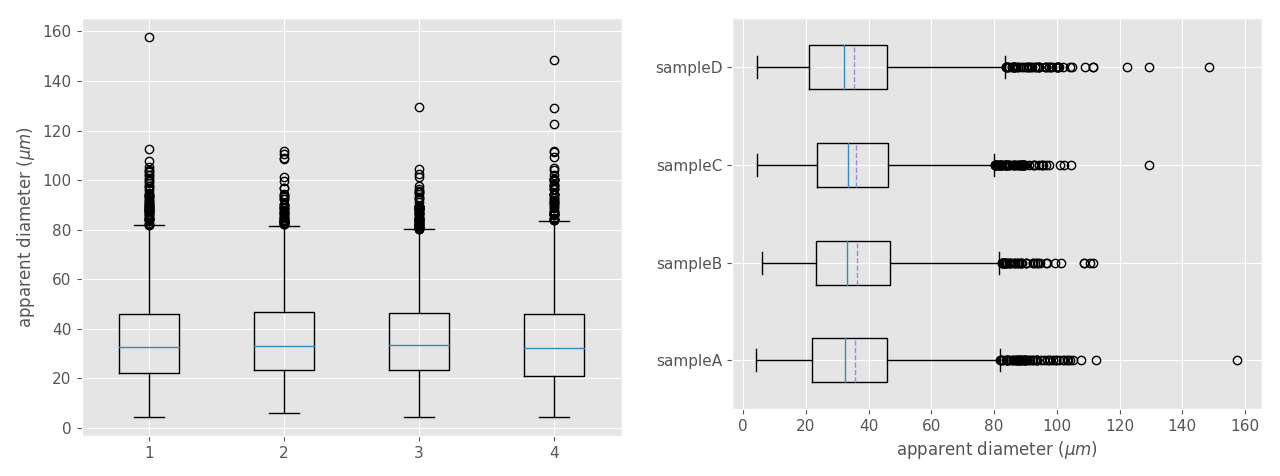 160
140
120
100
80
60
40
20
0
apparent diameter (μm)
1 2 3 4
sampleD
sampleC
sampleB
sampleA
0 20 40 60 80 100 120 140 160
apparent diameter (μm)